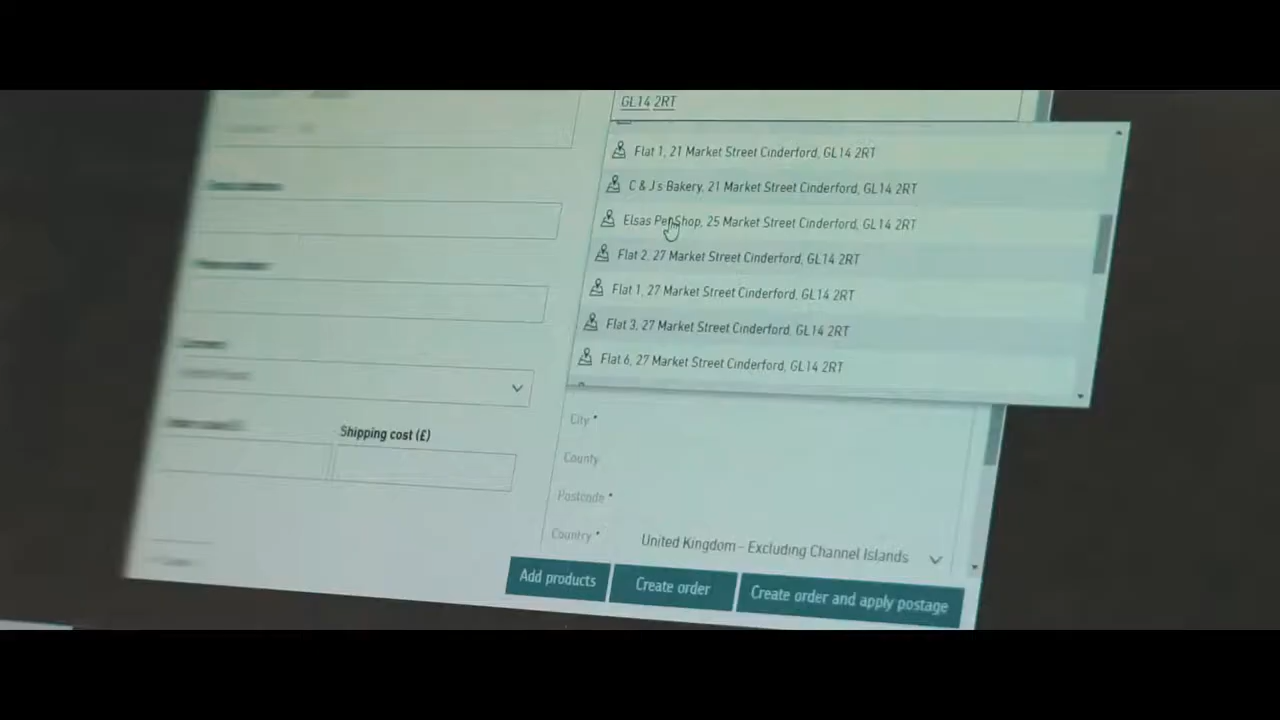 GL14 2RT
Flat 1, 21 Market Street Cinderford, GL14 2RT
C & J s Bakery, 21 Market Street Cinderford, GL14 2RT
Elsas Pet Shop, 25 Market Street Cinderford, GL14 2RT
Flat 2, 27 Market Street Cinderford, GL14 2RT
Flat 1, 27 Market Street Cinderford, GL14 2RT
Flat 3, 27 Market Street Cinderford, GL14 2RT
Flat 6, 27 Market Street Cinderford, GL14 2RT
Shipping cost (£)
City *
County
Postcode *
Country *
United Kingdom - Excluding Channel Islands
Add products
Create order
Create order and apply postage